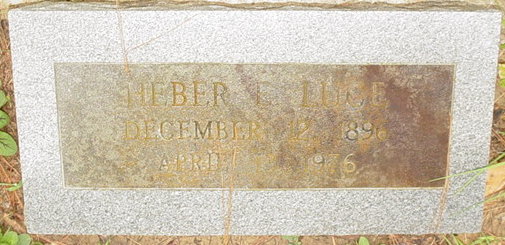 HEBER E. LUCE
DECEMBER 12, 1896
APRIL 1976